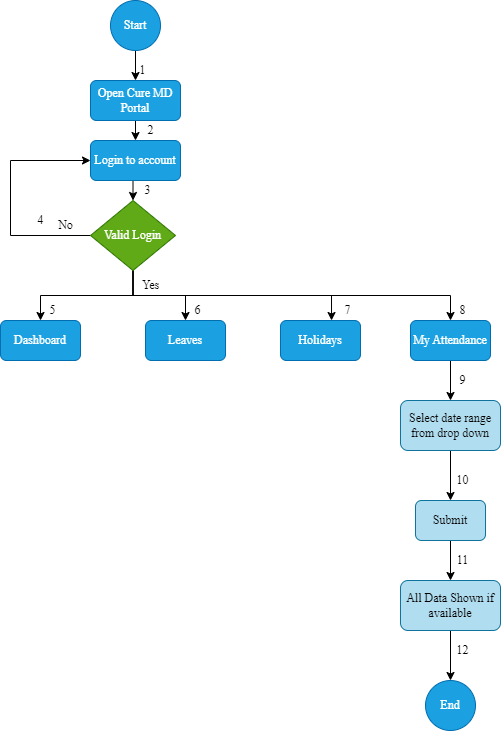 Start
1
Open Cure MD
Portal
2
Login to account
3
4
No
Valid Login
Yes
5
6
7
8
Dashboard
Leaves
Holidays
My Attendance
9
Select date range
from drop down
10
Submit
11
All Data Shown if
available
12
End